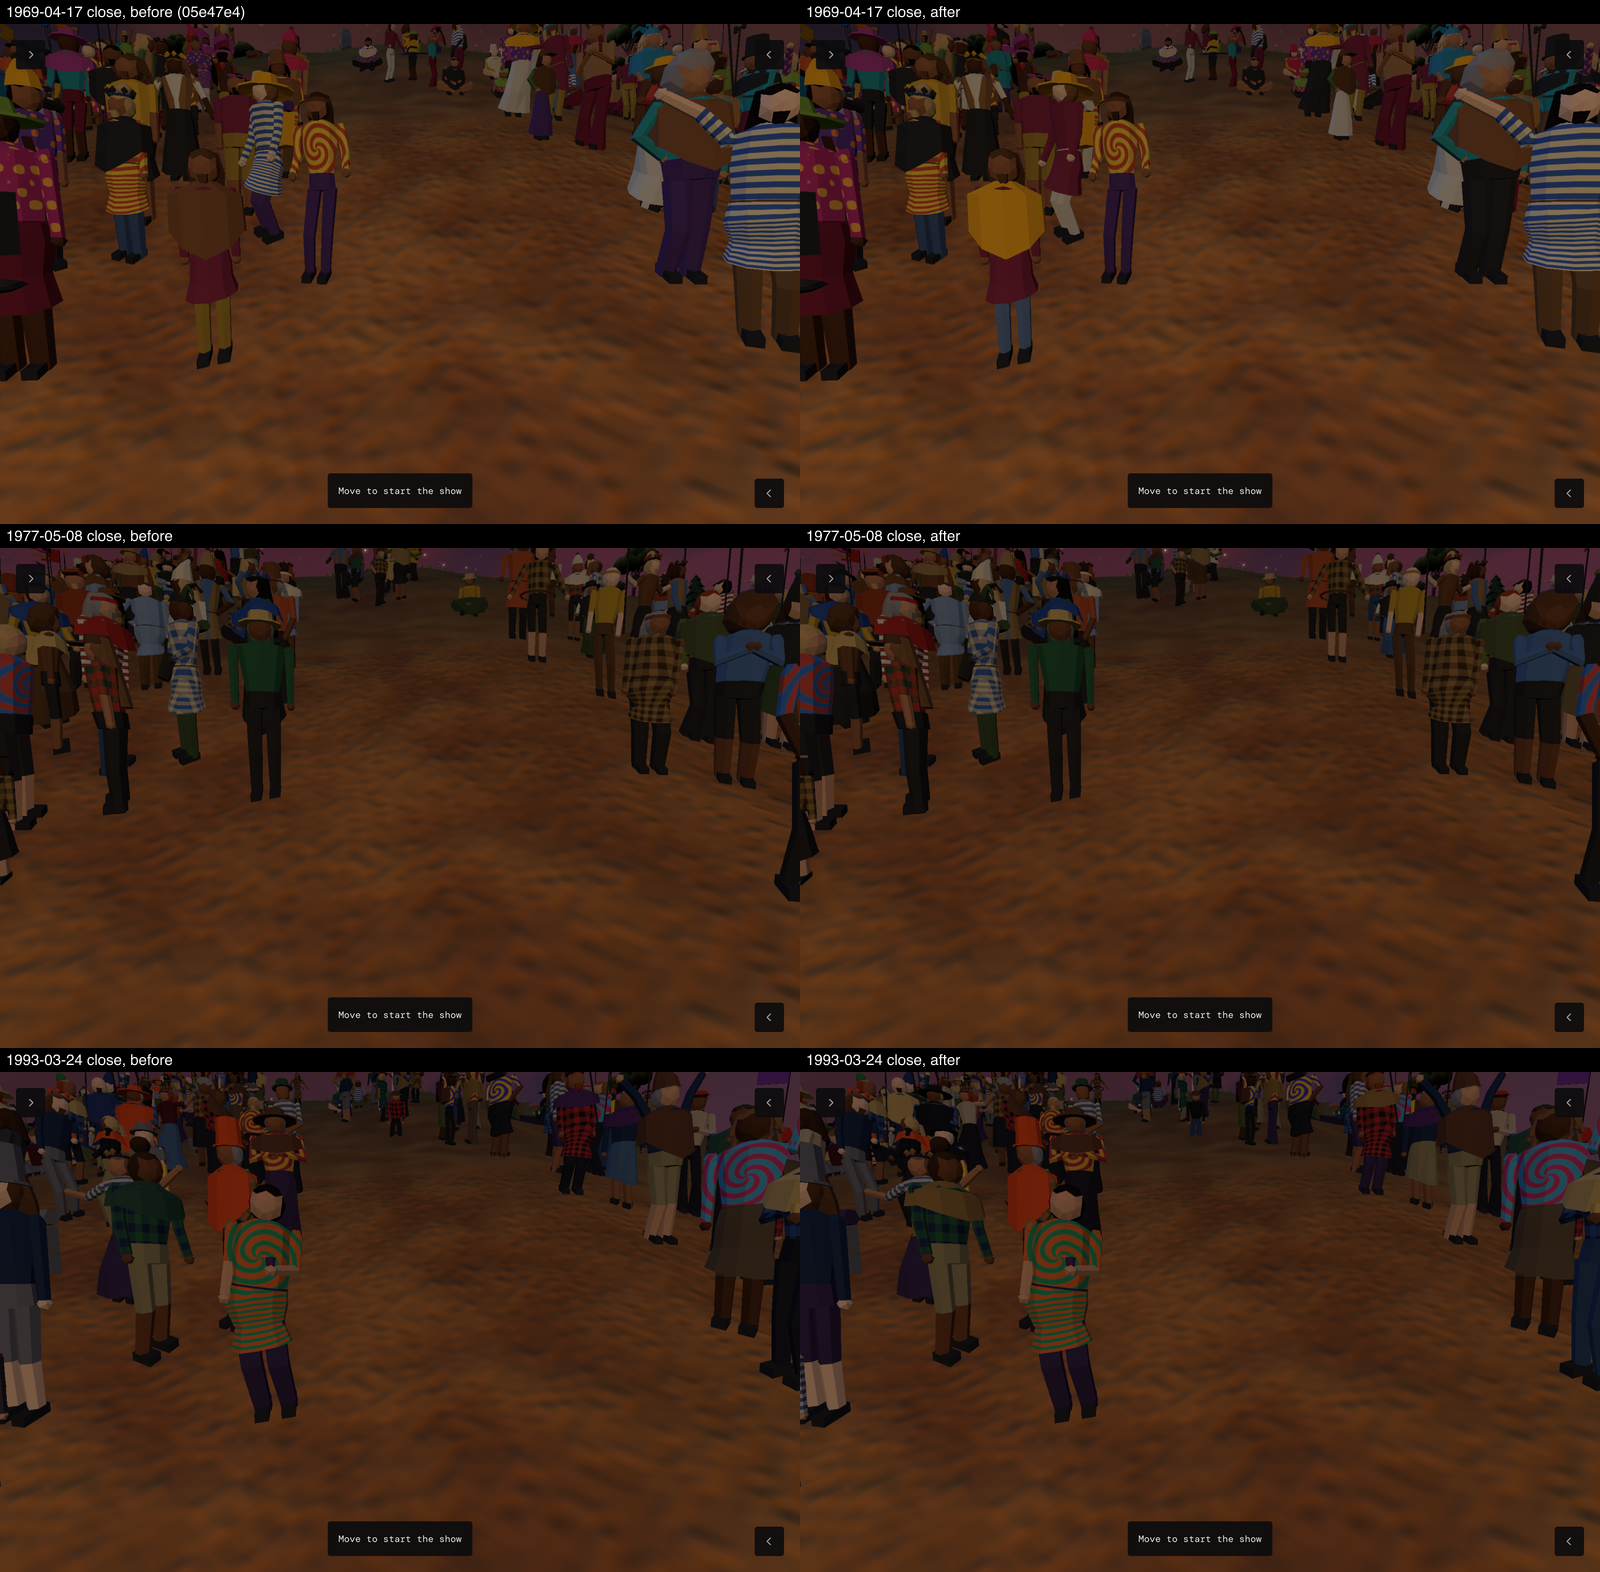 1969-04-17 close, before (05e47e4)
1969-04-17 close, after
Move to start the show
Move to start the show
1977-05-08 close, before
1977-05-08 close, after
Move to start the show
Move to start the show
1993-03-24 close, before
1993-03-24 close, after
Move to start the show
Move to start the show